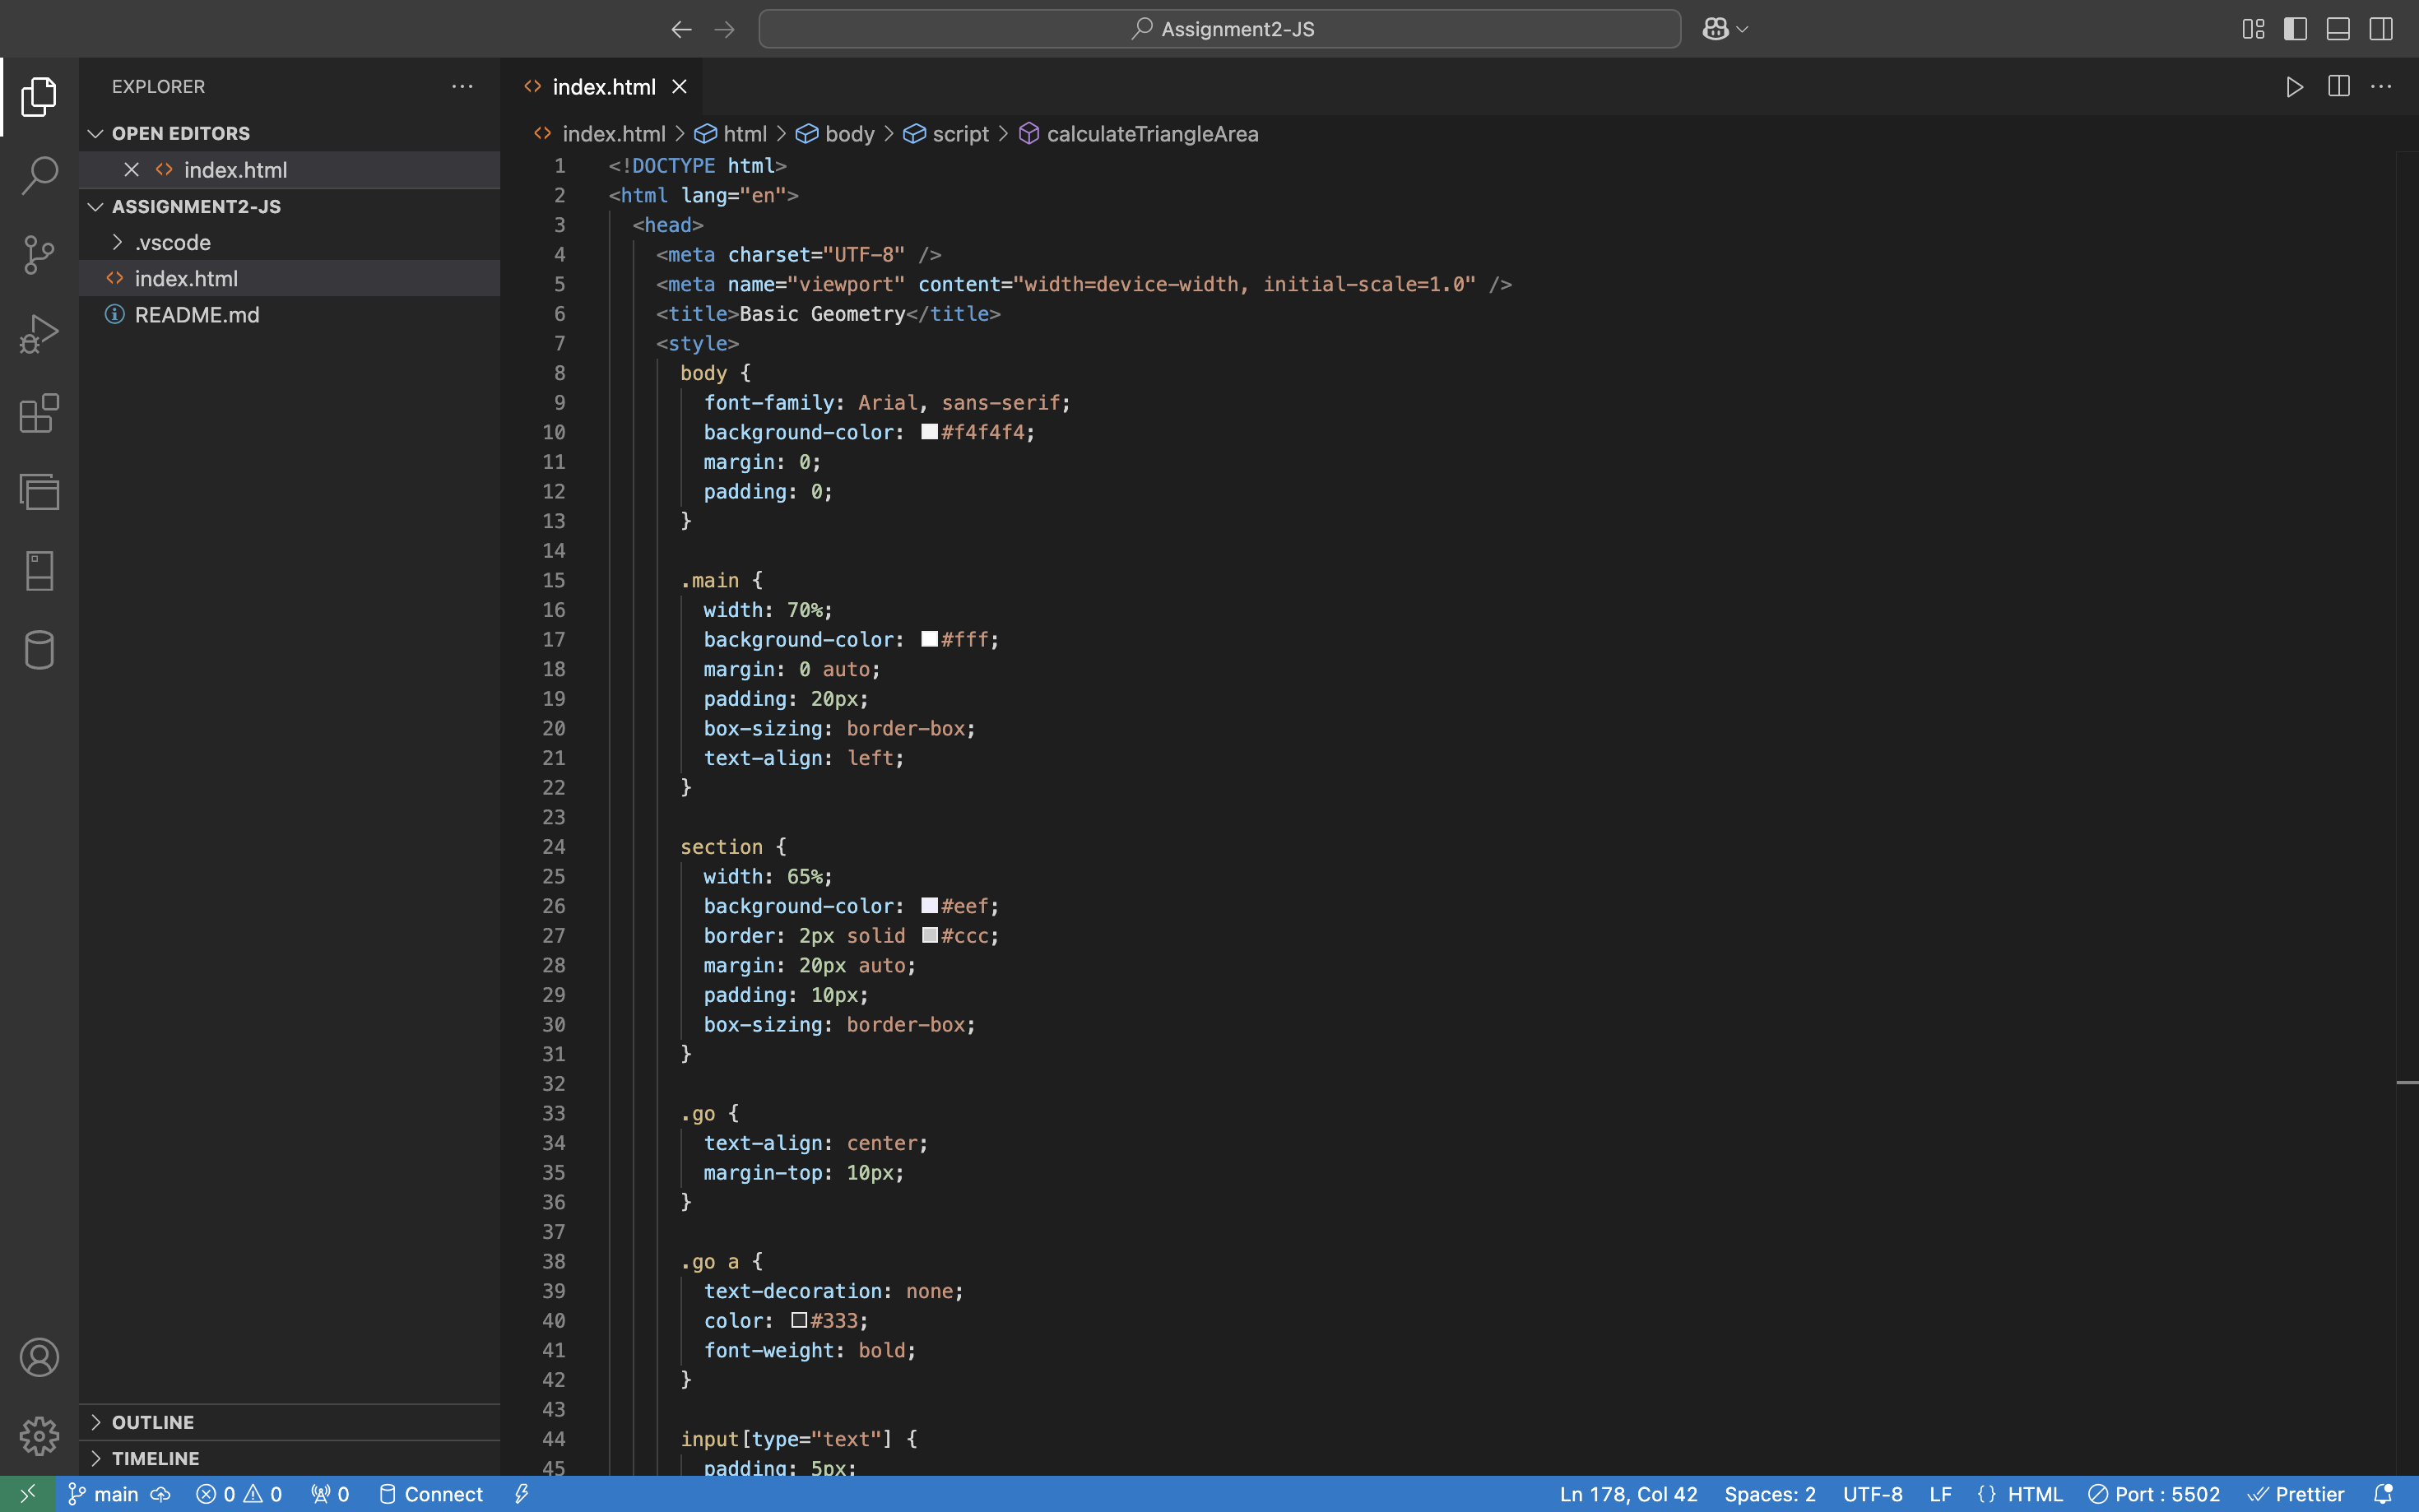 Assignment2-JS
EXPLORER
OPEN EDITORS
index.html
ASSIGNMENT2-JS
.vscode
index.html
README.md
OUTLINE
TIMELINE
index.html
index.html > html > body > script > calculateTriangleArea
1 <!DOCTYPE html>
2 <html lang="en">
3 <head>
4 <meta charset="UTF-8" />
5 <meta name="viewport" content="width=device-width, initial-scale=1.0" />
6 <title>Basic Geometry</title>
7 <style>
8 body {
9 font-family: Arial, sans-serif;
10 background-color: #f4f4f4;
11 margin: 0;
12 padding: 0;
13 }
14
15 .main {
16 width: 70%;
17 background-color: #fff;
18 margin: 0 auto;
19 padding: 20px;
20 box-sizing: border-box;
21 text-align: left;
22 }
23
24 section {
25 width: 65%;
26 background-color: #eef;
27 border: 2px solid #ccc;
28 margin: 20px auto;
29 padding: 10px;
30 box-sizing: border-box;
31 }
32
33 .go {
34 text-align: center;
35 margin-top: 10px;
36 }
37
38 .go a {
39 text-decoration: none;
40 color: #333;
41 font-weight: bold;
42 }
43
44 input[type="text"] {
45 padding: 5px;
main 0 0 0 Connect Ln 178, Col 42 Spaces: 2 UTF-8 LF {} HTML Port : 5502 Prettier